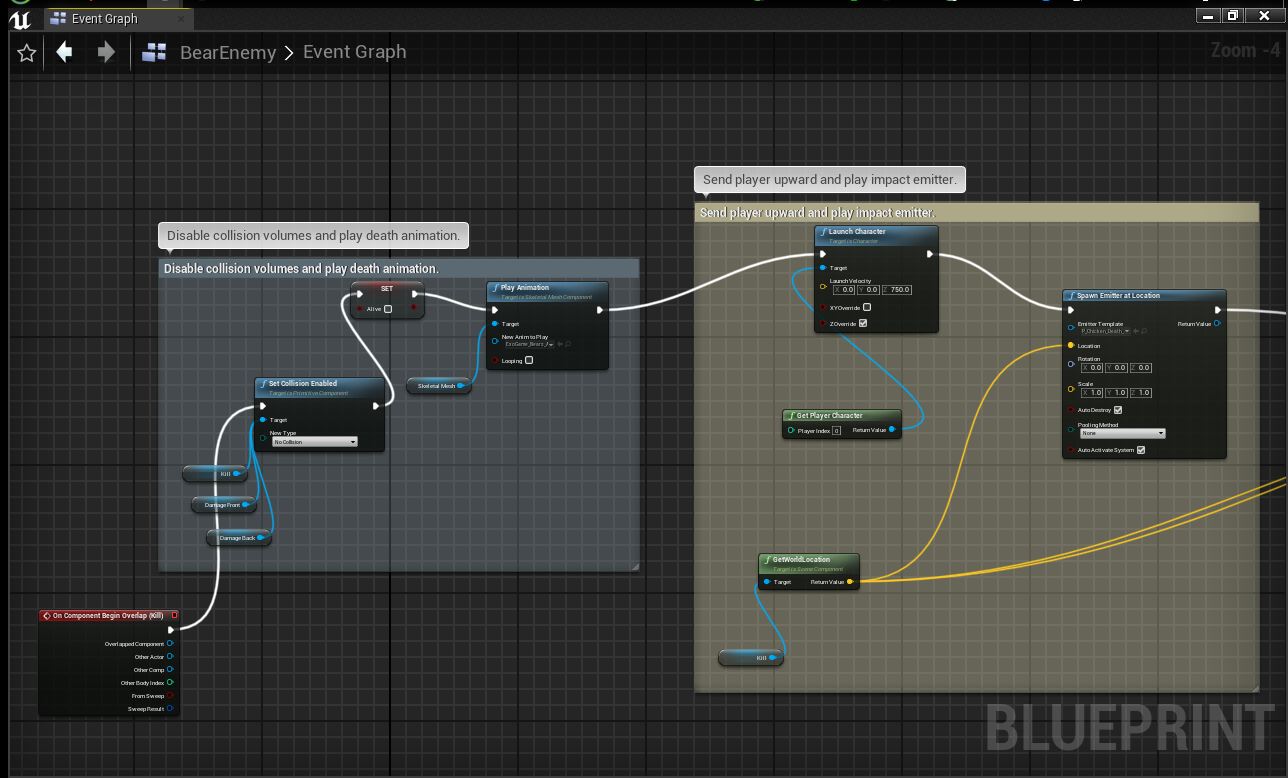 Event Graph
BearEnemy > Event Graph
Zoom -4
Send player upward and play impact emitter.
Send player upward and play impact emitter.
Disable collision volumes and play death animation.
Disable collision volumes and play death animation.
SET
Alive
Play Animation
Target is Skeletal Mesh Component
Target
New Anim to Play
Looping
Skeletal Mesh
Set Collision Enabled
Target is Primitive Component
Target
New Type
No Collision
Kill
DamageFront
DamageBack
On Component Begin Overlap (Kill)
Overlapped Component
Other Actor
Other Comp
Other Body Index
From Sweep
Sweep Result
Launch Character
Target is Character
Target
Launch Velocity
X 0.0 Y 0.0 Z 750.0
XYOverride
ZOverride
Get Player Character
Player Index 0 Return Value
GetWorldLocation
Target is Scene Component
Target Return Value
Kill
Spawn Emitter at Location
Emitter Template Return Value
P_Chicken_Death_
Location
Rotation
X 0.0 Y 0.0 Z 0.0
Scale
X 1.0 Y 1.0 Z 1.0
Auto Destroy
Pooling Method
None
Auto Activate System
BLUEPRINT